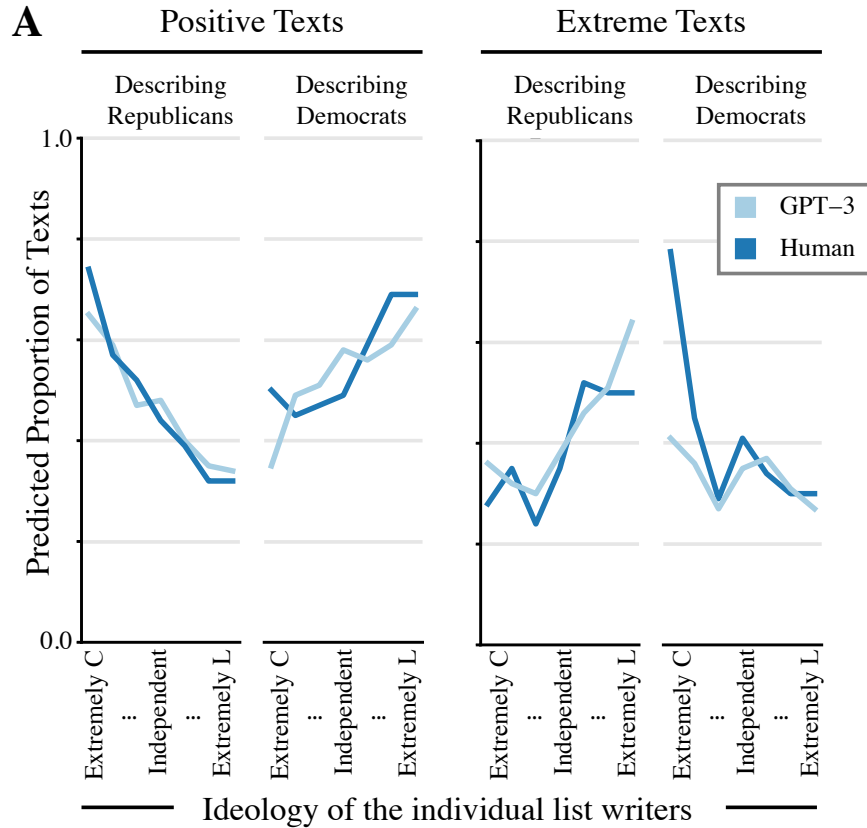 A
Positive Texts
Extreme Texts
Describing
Republicans
Describing
Democrats
Describing
Republicans
Describing
Democrats
1.0
0.0
Predicted Proportion of Texts
GPT–3
Human
Extremely C
...
Independent
...
Extremely L
Extremely C
...
Independent
...
Extremely L
Extremely C
...
Independent
...
Extremely L
Extremely C
...
Independent
...
Extremely L
Ideology of the individual list writers